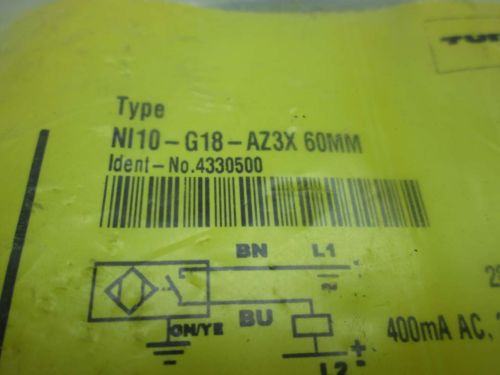 Type
NI10-G18-AZ3X 60MM
Ident-No.4330500
BN L1
BU
GN/YE
400mA AC,
L2